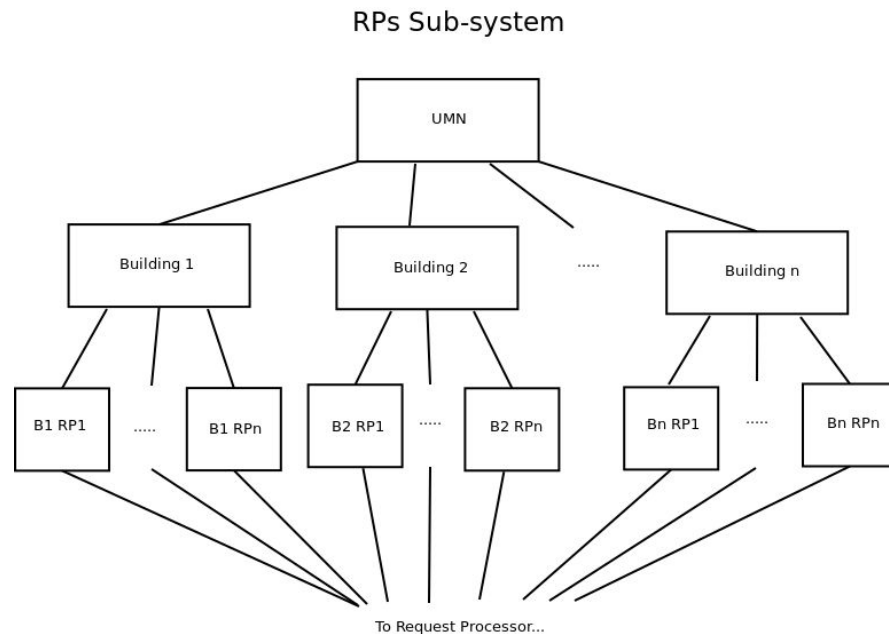 RPs Sub-system
UMN
Building 1
Building 2
.....
Building n
B1 RP1
.....
B1 RPn
B2 RP1
.....
B2 RPn
Bn RP1
.....
Bn RPn
To Request Processor...